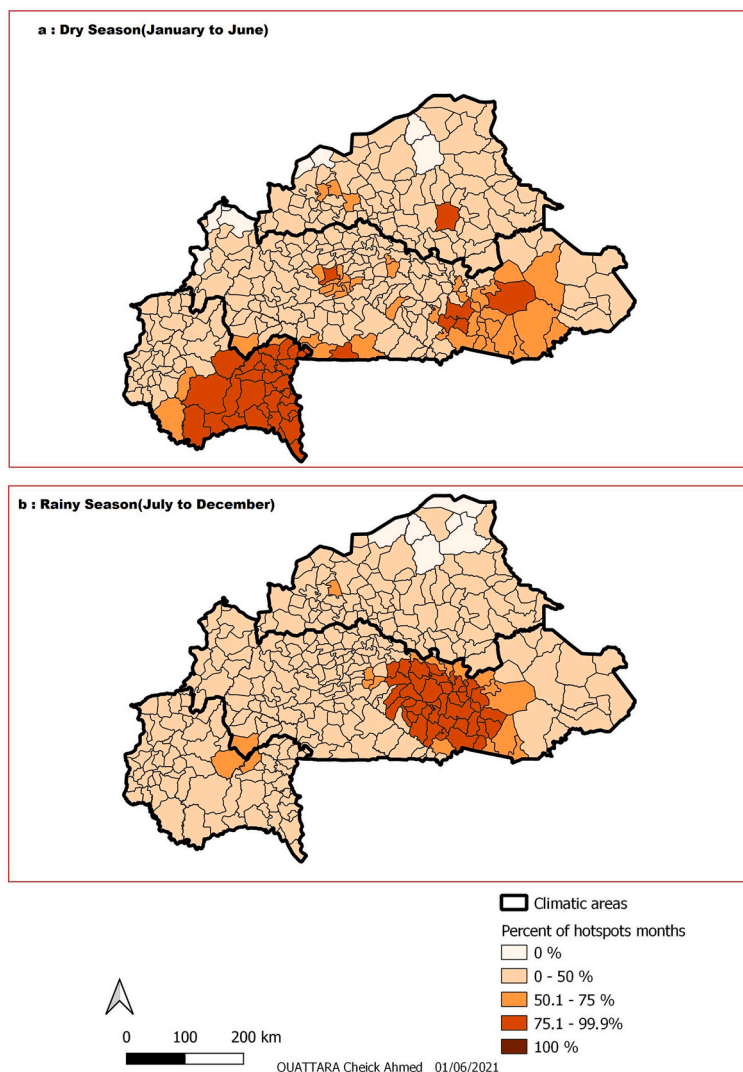 a : Dry Season(January to June)
b : Rainy Season(July to December)
Climatic areas
Percent of hotspots months
0 %
0 - 50 %
50.1 - 75 %
75.1 - 99.9%
100 %
0 100 200 km
OUATTARA Cheick Ahmed 01/06/2021